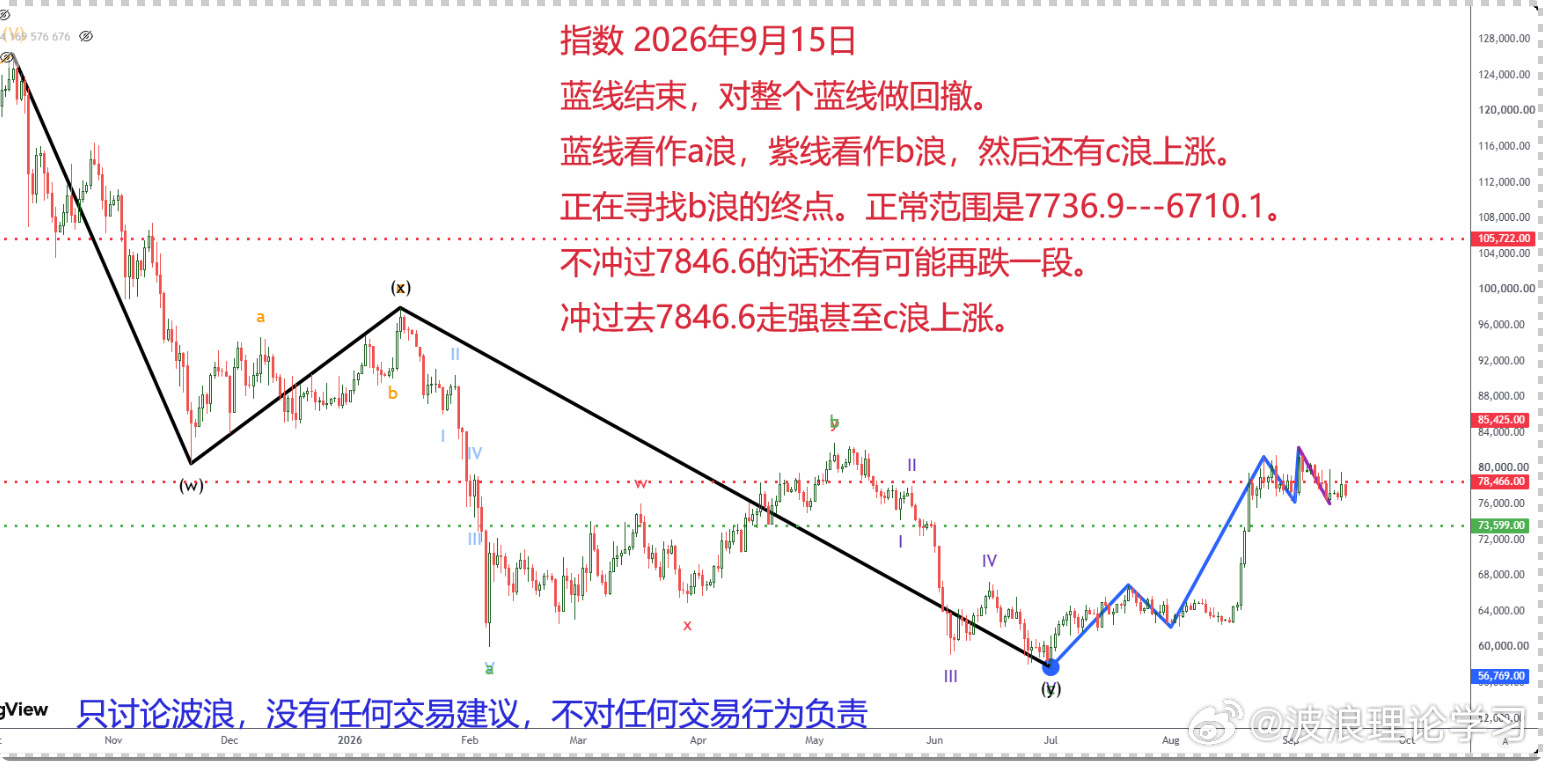 指数 2026年9月15日
蓝线结束，对整个蓝线做回撤。
蓝线看作a浪，紫线看作b浪，然后还有c浪上涨。
正在寻找b浪的终点。正常范围是7736.9---6710.1。
不冲过7846.6的话还有可能再跌一段。
冲过去7846.6走强甚至c浪上涨。
169 576 676
128,000.00
124,000.00
120,000.00
116,000.00
112,000.00
108,000.00
105,722.00
104,000.00
100,000.00
96,000.00
92,000.00
88,000.00
85,425.00
84,000.00
80,000.00
78,466.00
76,000.00
73,599.00
72,000.00
68,000.00
64,000.00
60,000.00
56,769.00
(w)
a
b
(x)
II
I
IV
III
a
w
x
b
II
I
IV
III
(y)
gView
只讨论波浪，没有任何交易建议，不对任何交易行为负责
Nov Dec 2026 Feb Mar Apr May Jun Jul Aug Sep Oct
@波浪理论学习
A